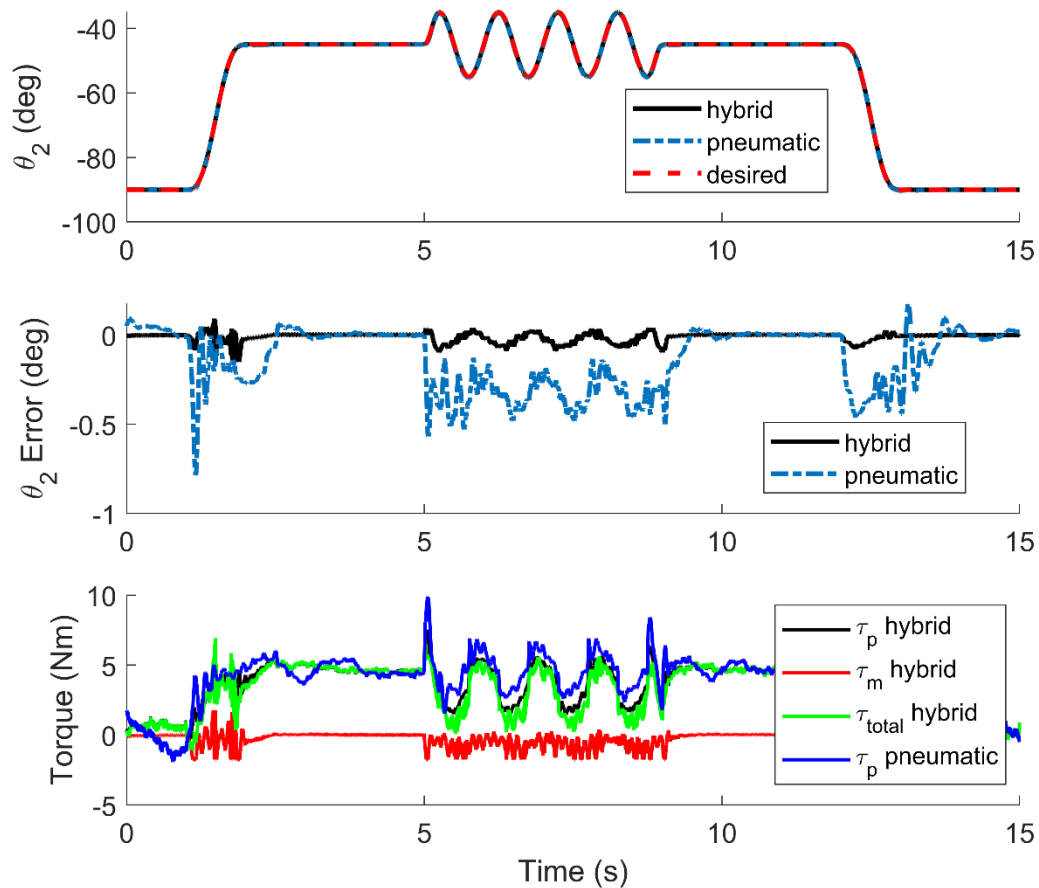 -40
-60
-80
-100
θ2 (deg)
hybrid
pneumatic
desired
0
5
10
15
0
-0.5
-1
θ2 Error (deg)
hybrid
pneumatic
0
5
10
15
10
5
0
-5
Torque (Nm)
τp hybrid
τm hybrid
τtotal hybrid
τp pneumatic
0
5
10
15
Time (s)